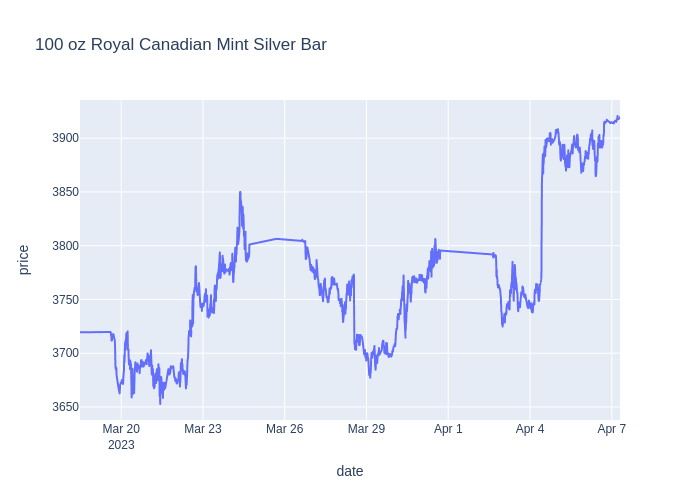 100 oz Royal Canadian Mint Silver Bar
price
3900
3850
3800
3750
3700
3650
Mar 20
2023
Mar 23
Mar 26
Mar 29
Apr 1
Apr 4
Apr 7
date